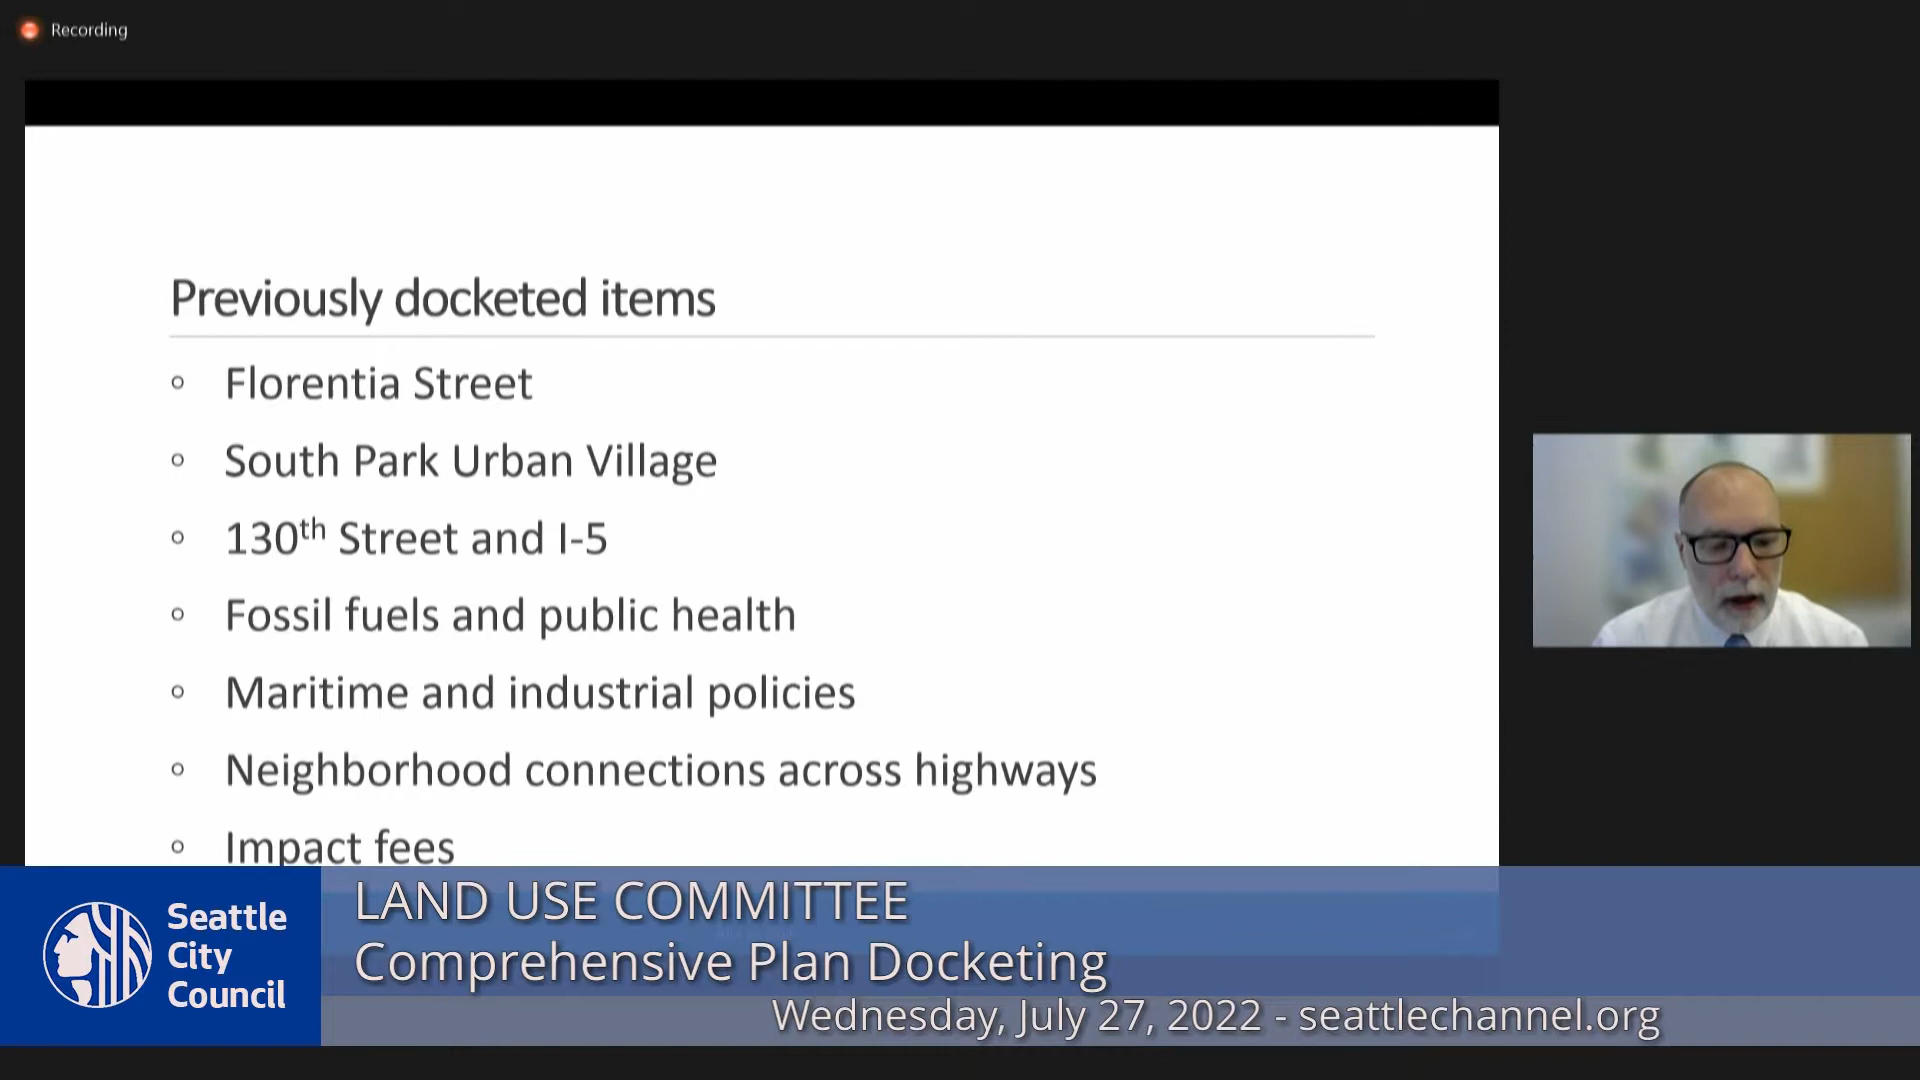 Recording
Previously docketed items
Florentia Street
South Park Urban Village
130th Street and I-5
Fossil fuels and public health
Maritime and industrial policies
Neighborhood connections across highways
Impact fees
Seattle
City
Council
LAND USE COMMITTEE
Comprehensive Plan Docketing
Wednesday, July 27, 2022 - seattlechannel.org